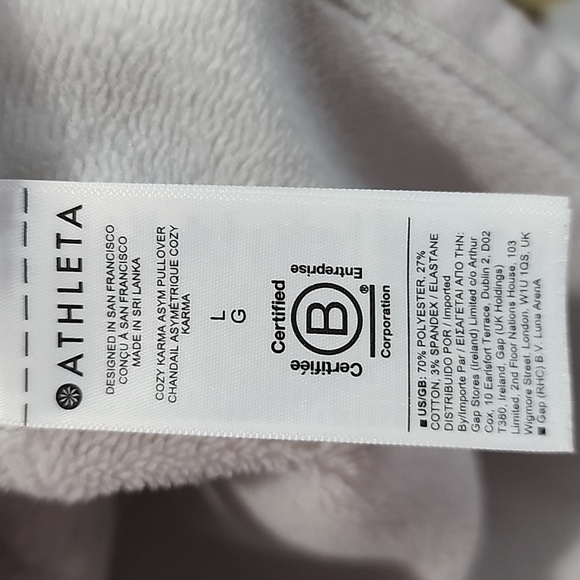 ATHLETA
DESIGNED IN SAN FRANCISCO
CONÇU À SAN FRANCISCO
MADE IN SRI LANKA
COZY KARMA ASYM PULLOVER
CHANDAIL ASYMÉTRIQUE COZY
KARMA
L
G
Certified
B
®
Corporation
Certifiée
Entreprise
US/GB: 70% POLYESTER, 27%
COTTON, 3% SPANDEX / ELASTANE
DISTRIBUIDO POR / Imported
By/Importe Par / ΕΙΣΑΓΕΤΑΙ ΑΠΟ ΤΗΝ:
Gap Stores (Ireland) Limited c/o Arthur
Cox, 10 Earlsfort Terrace, Dublin 2, D02
T380, Ireland, Gap (UK Holdings)
Limited, 2nd Floor Nations House, 103
Wigmore Street, London, W1U 1QS, UK
Gap (RHC) B.V. Luna ArenA